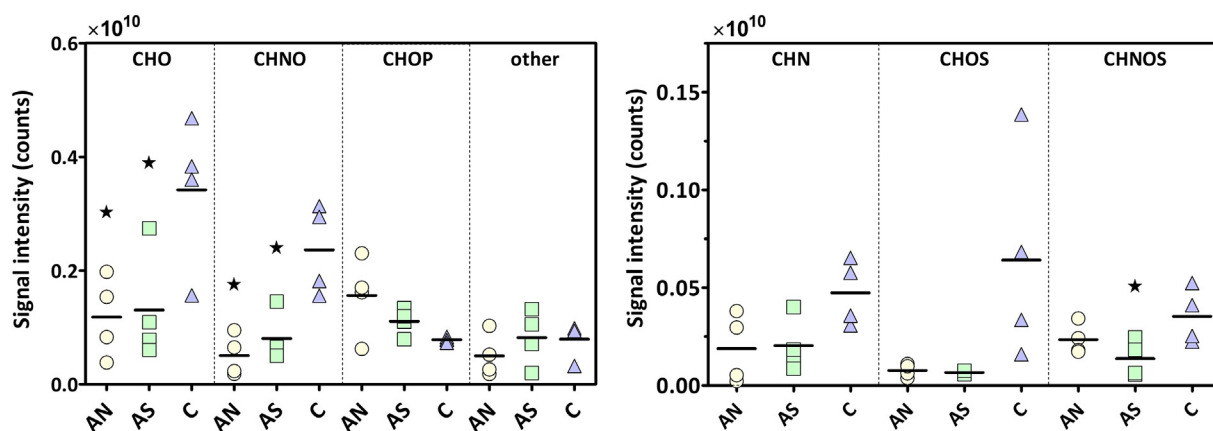 ×10¹⁰
Signal intensity (counts)
0.6
0.4
0.2
0.0
CHO CHNO CHOP other
AN AS C AN AS C AN AS C AN AS C
×10¹⁰
Signal intensity (counts)
0.15
0.10
0.05
0.00
CHN CHOS CHNOS
AN AS C AN AS C AN AS C